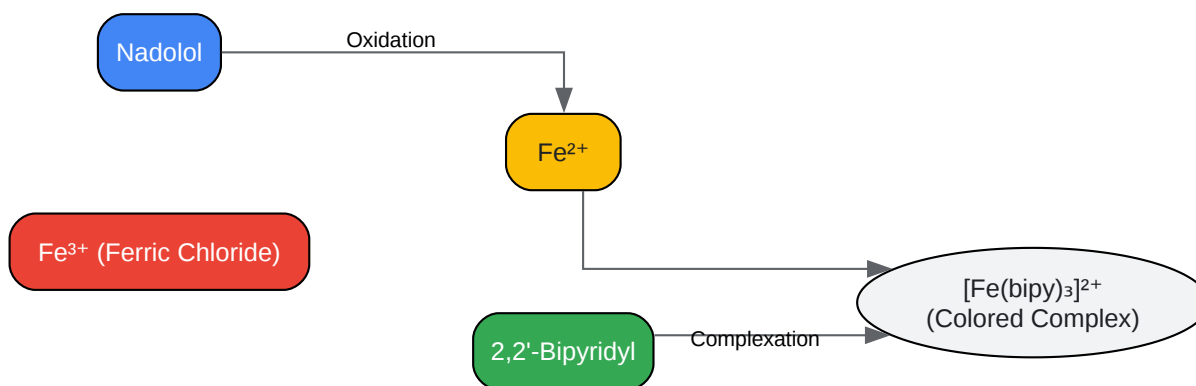 Nadolol
Oxidation
Fe²⁺
Fe³⁺ (Ferric Chloride)
[Fe(bipy)₃]²⁺
(Colored Complex)
2,2'-Bipyridyl
Complexation